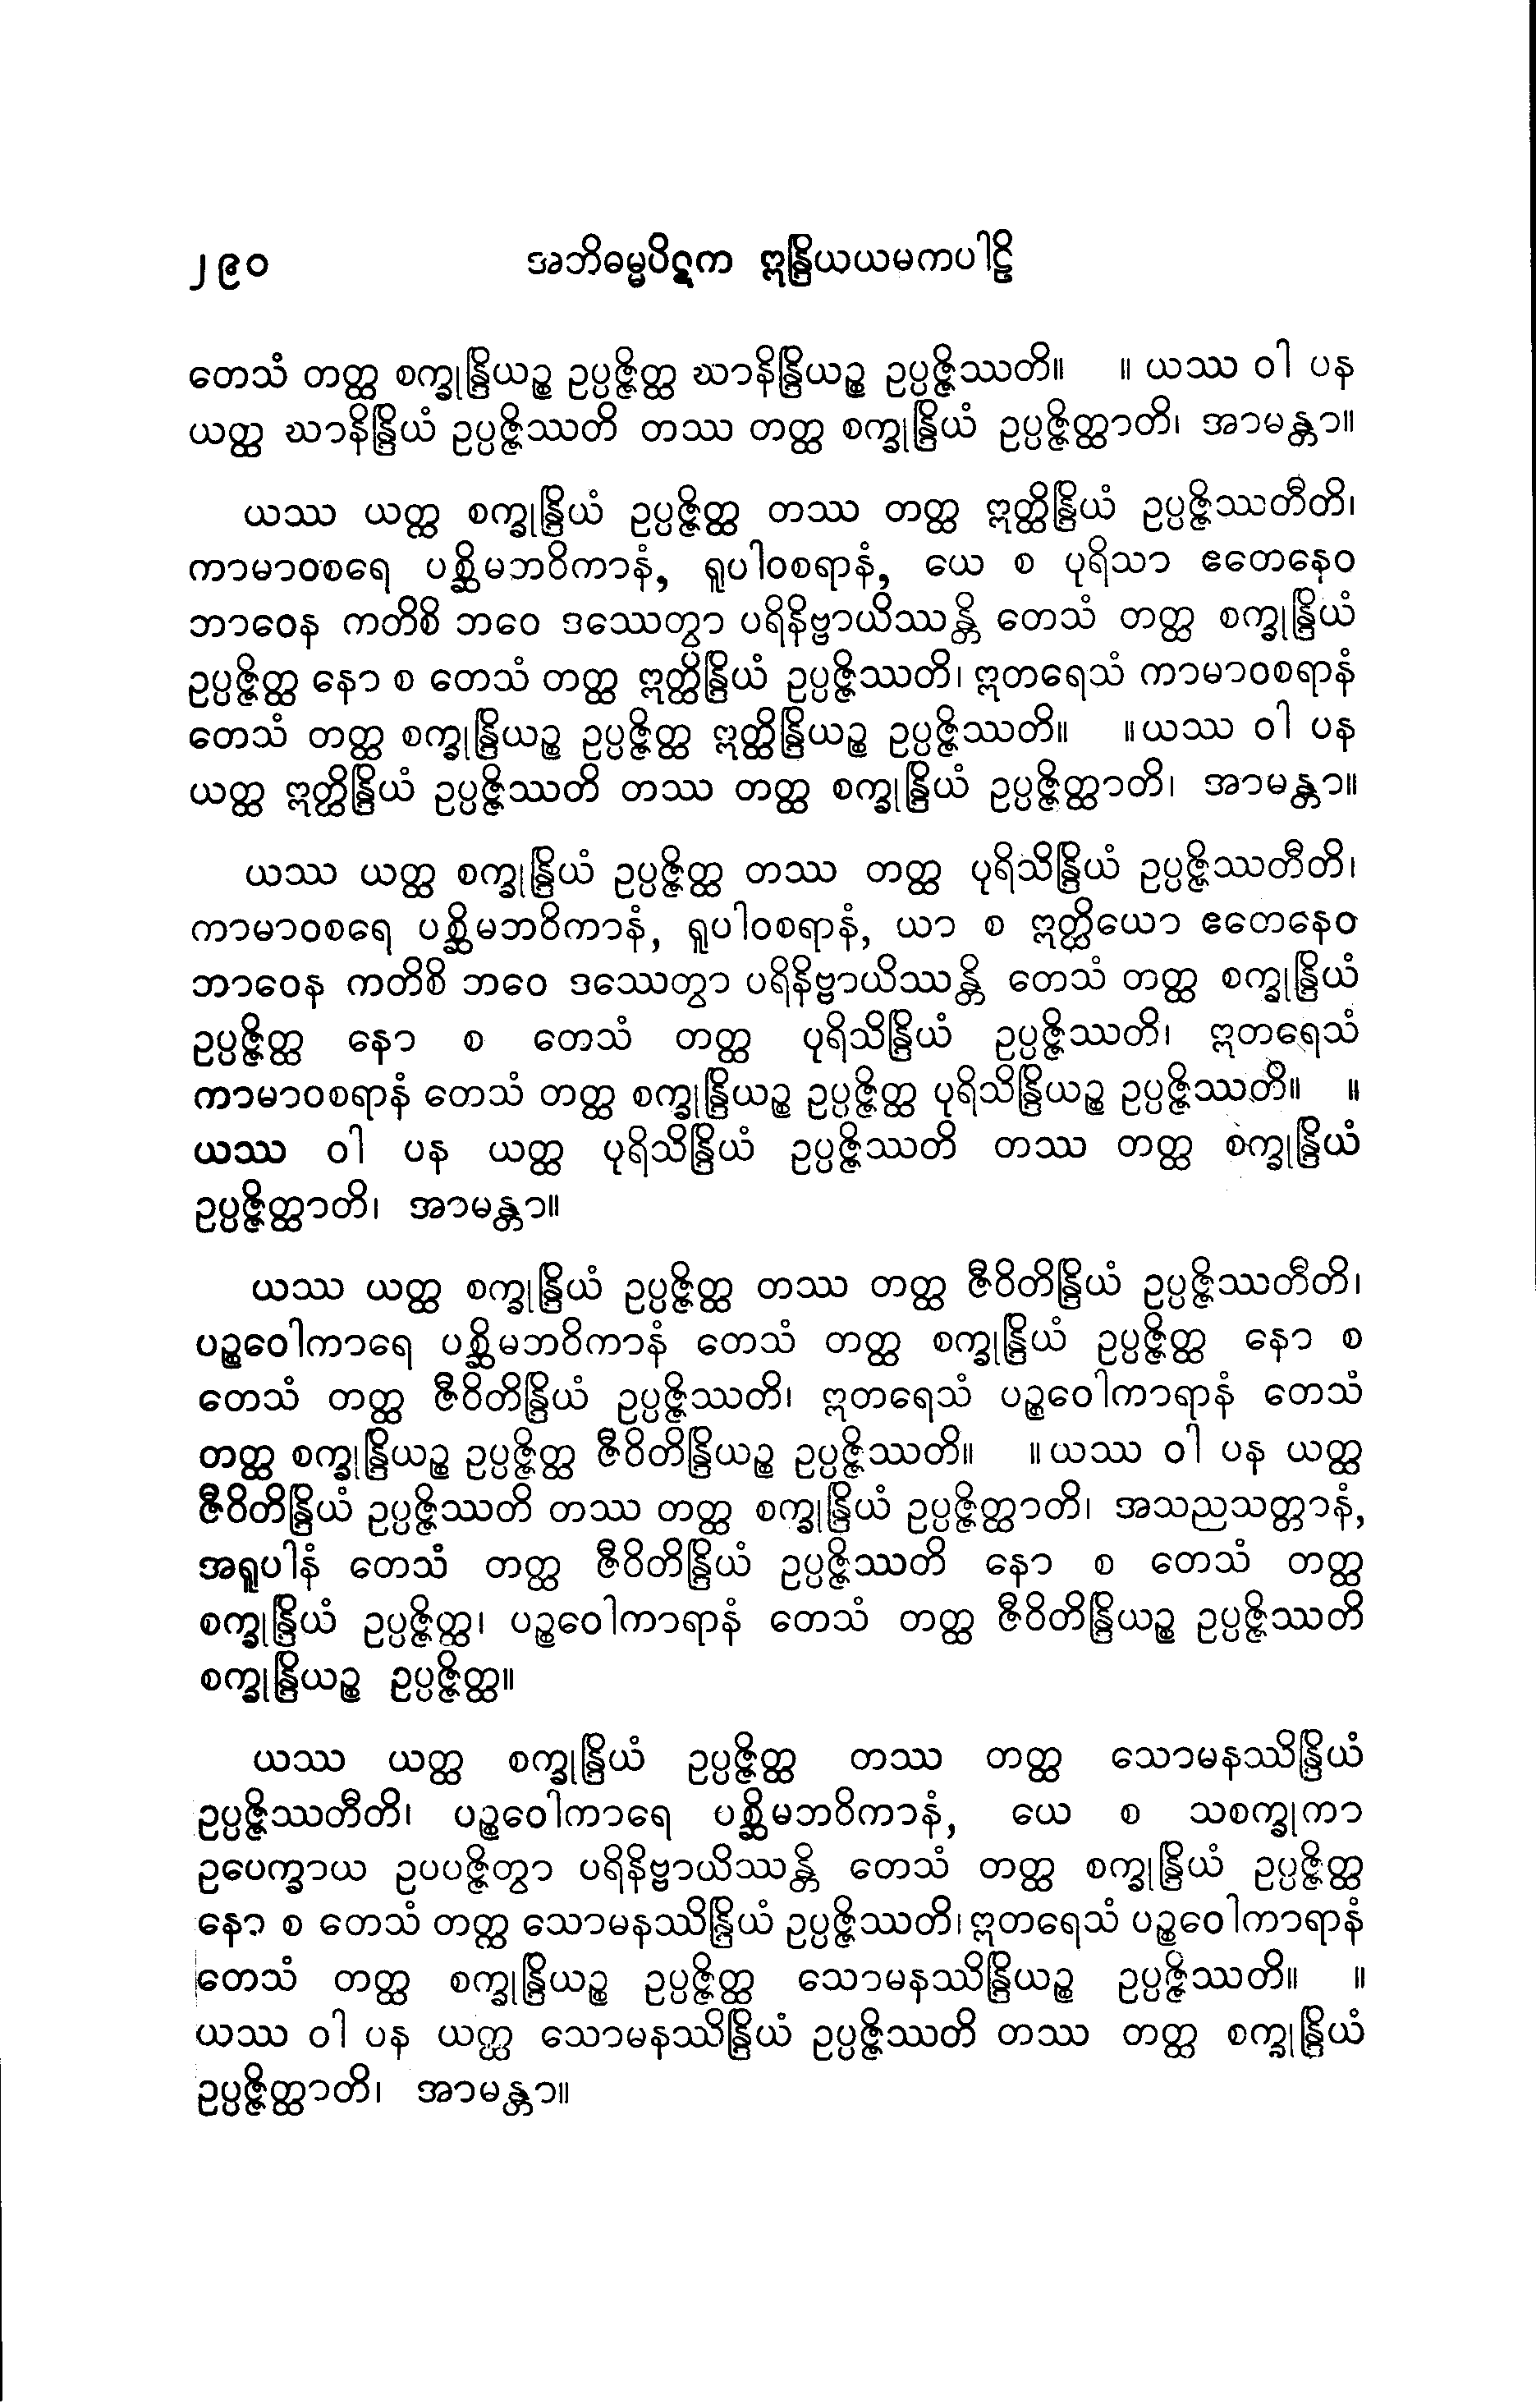 ၂၉၀ အဘိဓမ္မပိဋက ဣန္ဒြိယယမကပါဠိ
တေသံ တတ္ထ စက္ခုန္ဒြိယဉ္စ ဥပ္ပဇ္ဇိတ္ထ ဃာနိန္ဒြိယဉ္စ ဥပ္ပဇ္ဇိဿတိ။ ။ ယဿ ဝါ ပန
ယတ္ထ ဃာနိန္ဒြိယံ ဥပ္ပဇ္ဇိဿတိ တဿ တတ္ထ စက္ခုန္ဒြိယံ ဥပ္ပဇ္ဇိတ္ထာတိ၊ အာမန္တာ။
ယဿ ယတ္ထ စက္ခုန္ဒြိယံ ဥပ္ပဇ္ဇိတ္ထ တဿ တတ္ထ ဣတ္ထိန္ဒြိယံ ဥပ္ပဇ္ဇိဿတီတိ၊
ကာမာဝစရေ ပစ္ဆိမဘဝိကာနံ, ရူပါဝစရာနံ, ယေ စ ပုရိသာ ဧတေနေဝ
ဘာဝေန ကတိစိ ဘဝေ ဒဿေတွာ ပရိနိဗ္ဗာယိဿန္တိ တေသံ တတ္ထ စက္ခုန္ဒြိယံ
ဥပ္ပဇ္ဇိတ္ထ နော စ တေသံ တတ္ထ ဣတ္ထိန္ဒြိယံ ဥပ္ပဇ္ဇိဿတိ၊ ဣတရေသံ ကာမာဝစရာနံ
တေသံ တတ္ထ စက္ခုန္ဒြိယဉ္စ ဥပ္ပဇ္ဇိတ္ထ ဣတ္ထိန္ဒြိယဉ္စ ဥပ္ပဇ္ဇိဿတိ။ ။ယဿ ဝါ ပန
ယတ္ထ ဣတ္ထိန္ဒြိယံ ဥပ္ပဇ္ဇိဿတိ တဿ တတ္ထ စက္ခုန္ဒြိယံ ဥပ္ပဇ္ဇိတ္ထာတိ၊ အာမန္တာ။
ယဿ ယတ္ထ စက္ခုန္ဒြိယံ ဥပ္ပဇ္ဇိတ္ထ တဿ တတ္ထ ပုရိသိန္ဒြိယံ ဥပ္ပဇ္ဇိဿတီတိ၊
ကာမာဝစရေ ပစ္ဆိမဘဝိကာနံ, ရူပါဝစရာနံ, ယာ စ ဣတ္ထိယော ဧတေနေဝ
ဘာဝေန ကတိစိ ဘဝေ ဒဿေတွာ ပရိနိဗ္ဗာယိဿန္တိ တေသံ တတ္ထ စက္ခုန္ဒြိယံ
ဥပ္ပဇ္ဇိတ္ထ နော စ တေသံ တတ္ထ ပုရိသိန္ဒြိယံ ဥပ္ပဇ္ဇိဿတိ၊ ဣတရေသံ
ကာမာဝစရာနံ တေသံ တတ္ထ စက္ခုန္ဒြိယဉ္စ ဥပ္ပဇ္ဇိတ္ထ ပုရိသိန္ဒြိယဉ္စ ဥပ္ပဇ္ဇိဿတိ။ ။
ယဿ ဝါ ပန ယတ္ထ ပုရိသိန္ဒြိယံ ဥပ္ပဇ္ဇိဿတိ တဿ တတ္ထ စက္ခုန္ဒြိယံ
ဥပ္ပဇ္ဇိတ္ထာတိ၊ အာမန္တာ။
ယဿ ယတ္ထ စက္ခုန္ဒြိယံ ဥပ္ပဇ္ဇိတ္ထ တဿ တတ္ထ ဇီဝိတိန္ဒြိယံ ဥပ္ပဇ္ဇိဿတီတိ၊
ပဉ္စဝေါကာရေ ပစ္ဆိမဘဝိကာနံ တေသံ တတ္ထ စက္ခုန္ဒြိယံ ဥပ္ပဇ္ဇိတ္ထ နော စ
တေသံ တတ္ထ ဇီဝိတိန္ဒြိယံ ဥပ္ပဇ္ဇိဿတိ၊ ဣတရေသံ ပဉ္စဝေါကာရာနံ တေသံ
တတ္ထ စက္ခုန္ဒြိယဉ္စ ဥပ္ပဇ္ဇိတ္ထ ဇီဝိတိန္ဒြိယဉ္စ ဥပ္ပဇ္ဇိဿတိ။ ။ယဿ ဝါ ပန ယတ္ထ
ဇီဝိတိန္ဒြိယံ ဥပ္ပဇ္ဇိဿတိ တဿ တတ္ထ စက္ခုန္ဒြိယံ ဥပ္ပဇ္ဇိတ္ထာတိ၊ အသညသတ္တာနံ,
အရူပါနံ တေသံ တတ္ထ ဇီဝိတိန္ဒြိယံ ဥပ္ပဇ္ဇိဿတိ နော စ တေသံ တတ္ထ
စက္ခုန္ဒြိယံ ဥပ္ပဇ္ဇိတ္ထ၊ ပဉ္စဝေါကာရာနံ တေသံ တတ္ထ ဇီဝိတိန္ဒြိယဉ္စ ဥပ္ပဇ္ဇိဿတိ
စက္ခုန္ဒြိယဉ္စ ဥပ္ပဇ္ဇိတ္ထ။
ယဿ ယတ္ထ စက္ခုန္ဒြိယံ ဥပ္ပဇ္ဇိတ္ထ တဿ တတ္ထ သောမနဿိန္ဒြိယံ
ဥပ္ပဇ္ဇိဿတီတိ၊ ပဉ္စဝေါကာရေ ပစ္ဆိမဘဝိကာနံ, ယေ စ သစက္ခုကာ
ဥပေက္ခာယ ဥပပဇ္ဇိတွာ ပရိနိဗ္ဗာယိဿန္တိ တေသံ တတ္ထ စက္ခုန္ဒြိယံ ဥပ္ပဇ္ဇိတ္ထ
နော စ တေသံ တတ္ထ သောမနဿိန္ဒြိယံ ဥပ္ပဇ္ဇိဿတိ၊ ဣတရေသံ ပဉ္စဝေါကာရာနံ
တေသံ တတ္ထ စက္ခုန္ဒြိယဉ္စ ဥပ္ပဇ္ဇိတ္ထ သောမနဿိန္ဒြိယဉ္စ ဥပ္ပဇ္ဇိဿတိ။ ။
ယဿ ဝါ ပန ယတ္ထ သောမနဿိန္ဒြိယံ ဥပ္ပဇ္ဇိဿတိ တဿ တတ္ထ စက္ခုန္ဒြိယံ
ဥပ္ပဇ္ဇိတ္ထာတိ၊ အာမန္တာ။